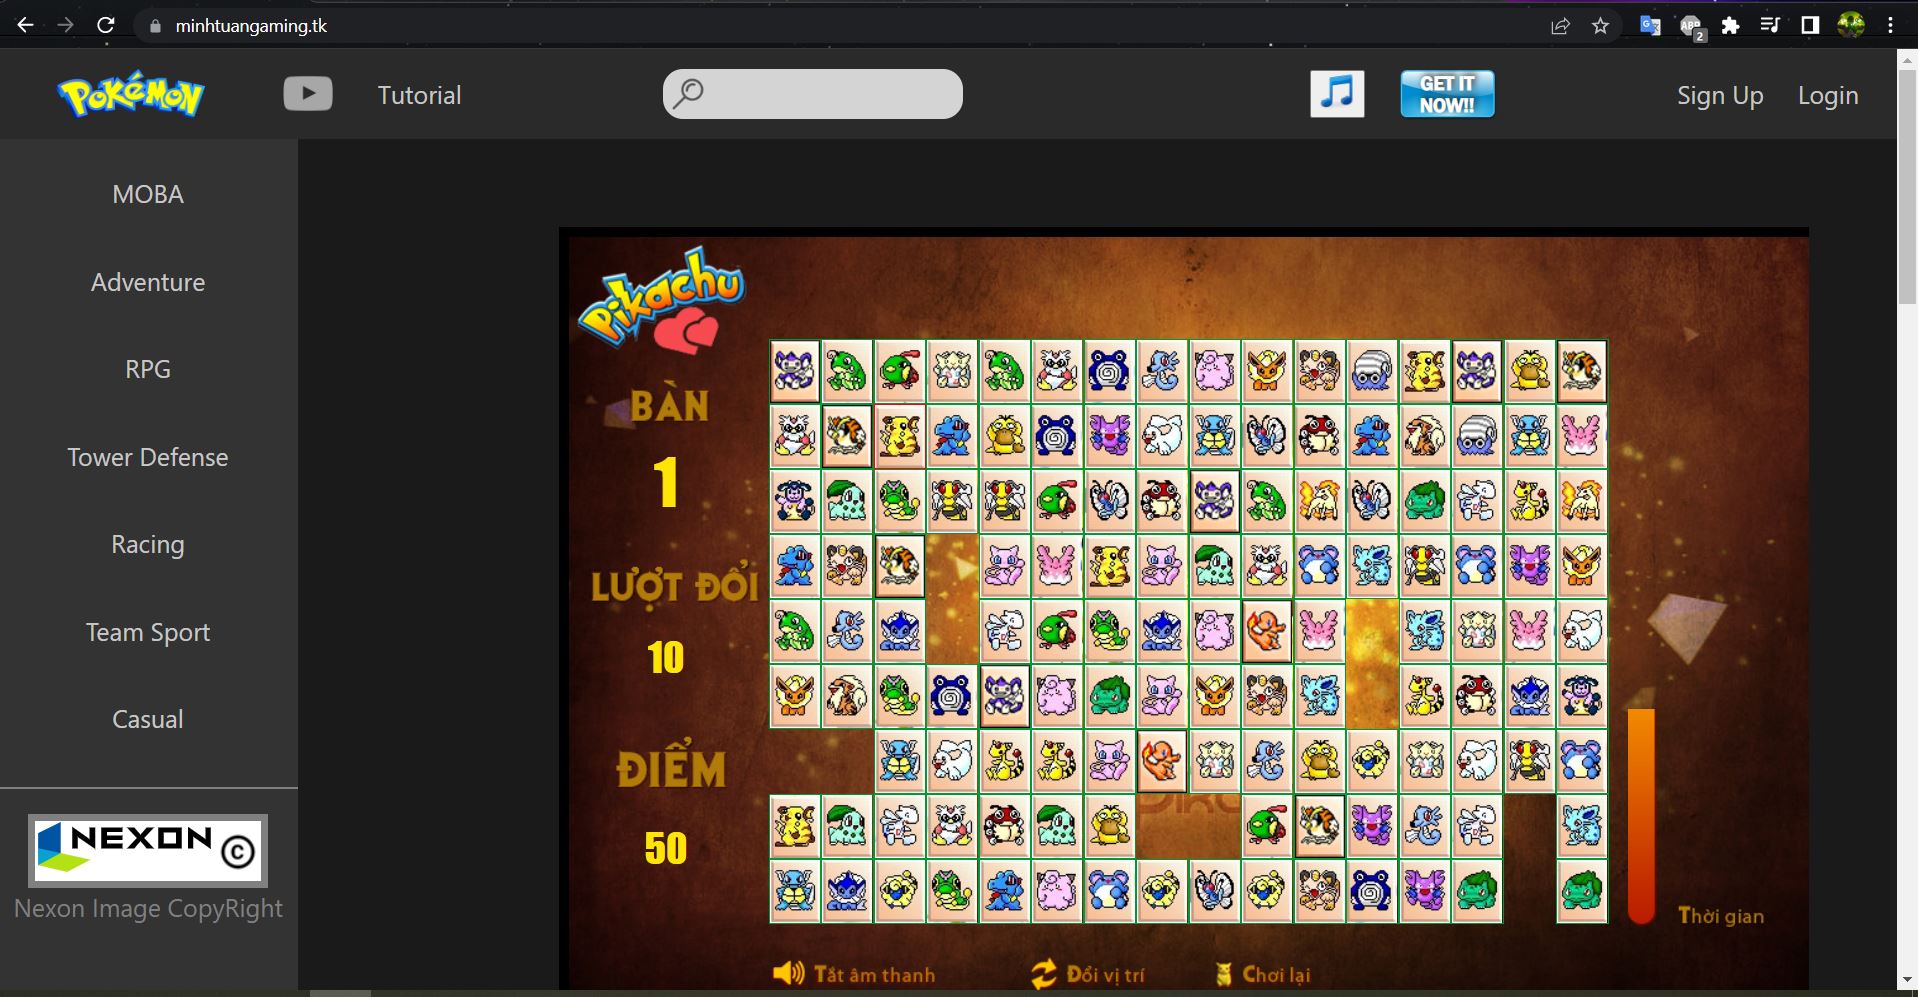 minhtuangaming.tk
ABP
2
POKéMON
Tutorial
GET IT
NOW!!
Sign Up
Login
MOBA
Adventure
RPG
Tower Defense
Racing
Team Sport
Casual
NEXON
©
Nexon Image CopyRight
Pikachu
BÀN
1
LƯỢT ĐỔI
10
ĐIỂM
50
Thời gian
Tắt âm thanh
Đổi vị trí
Chơi lại